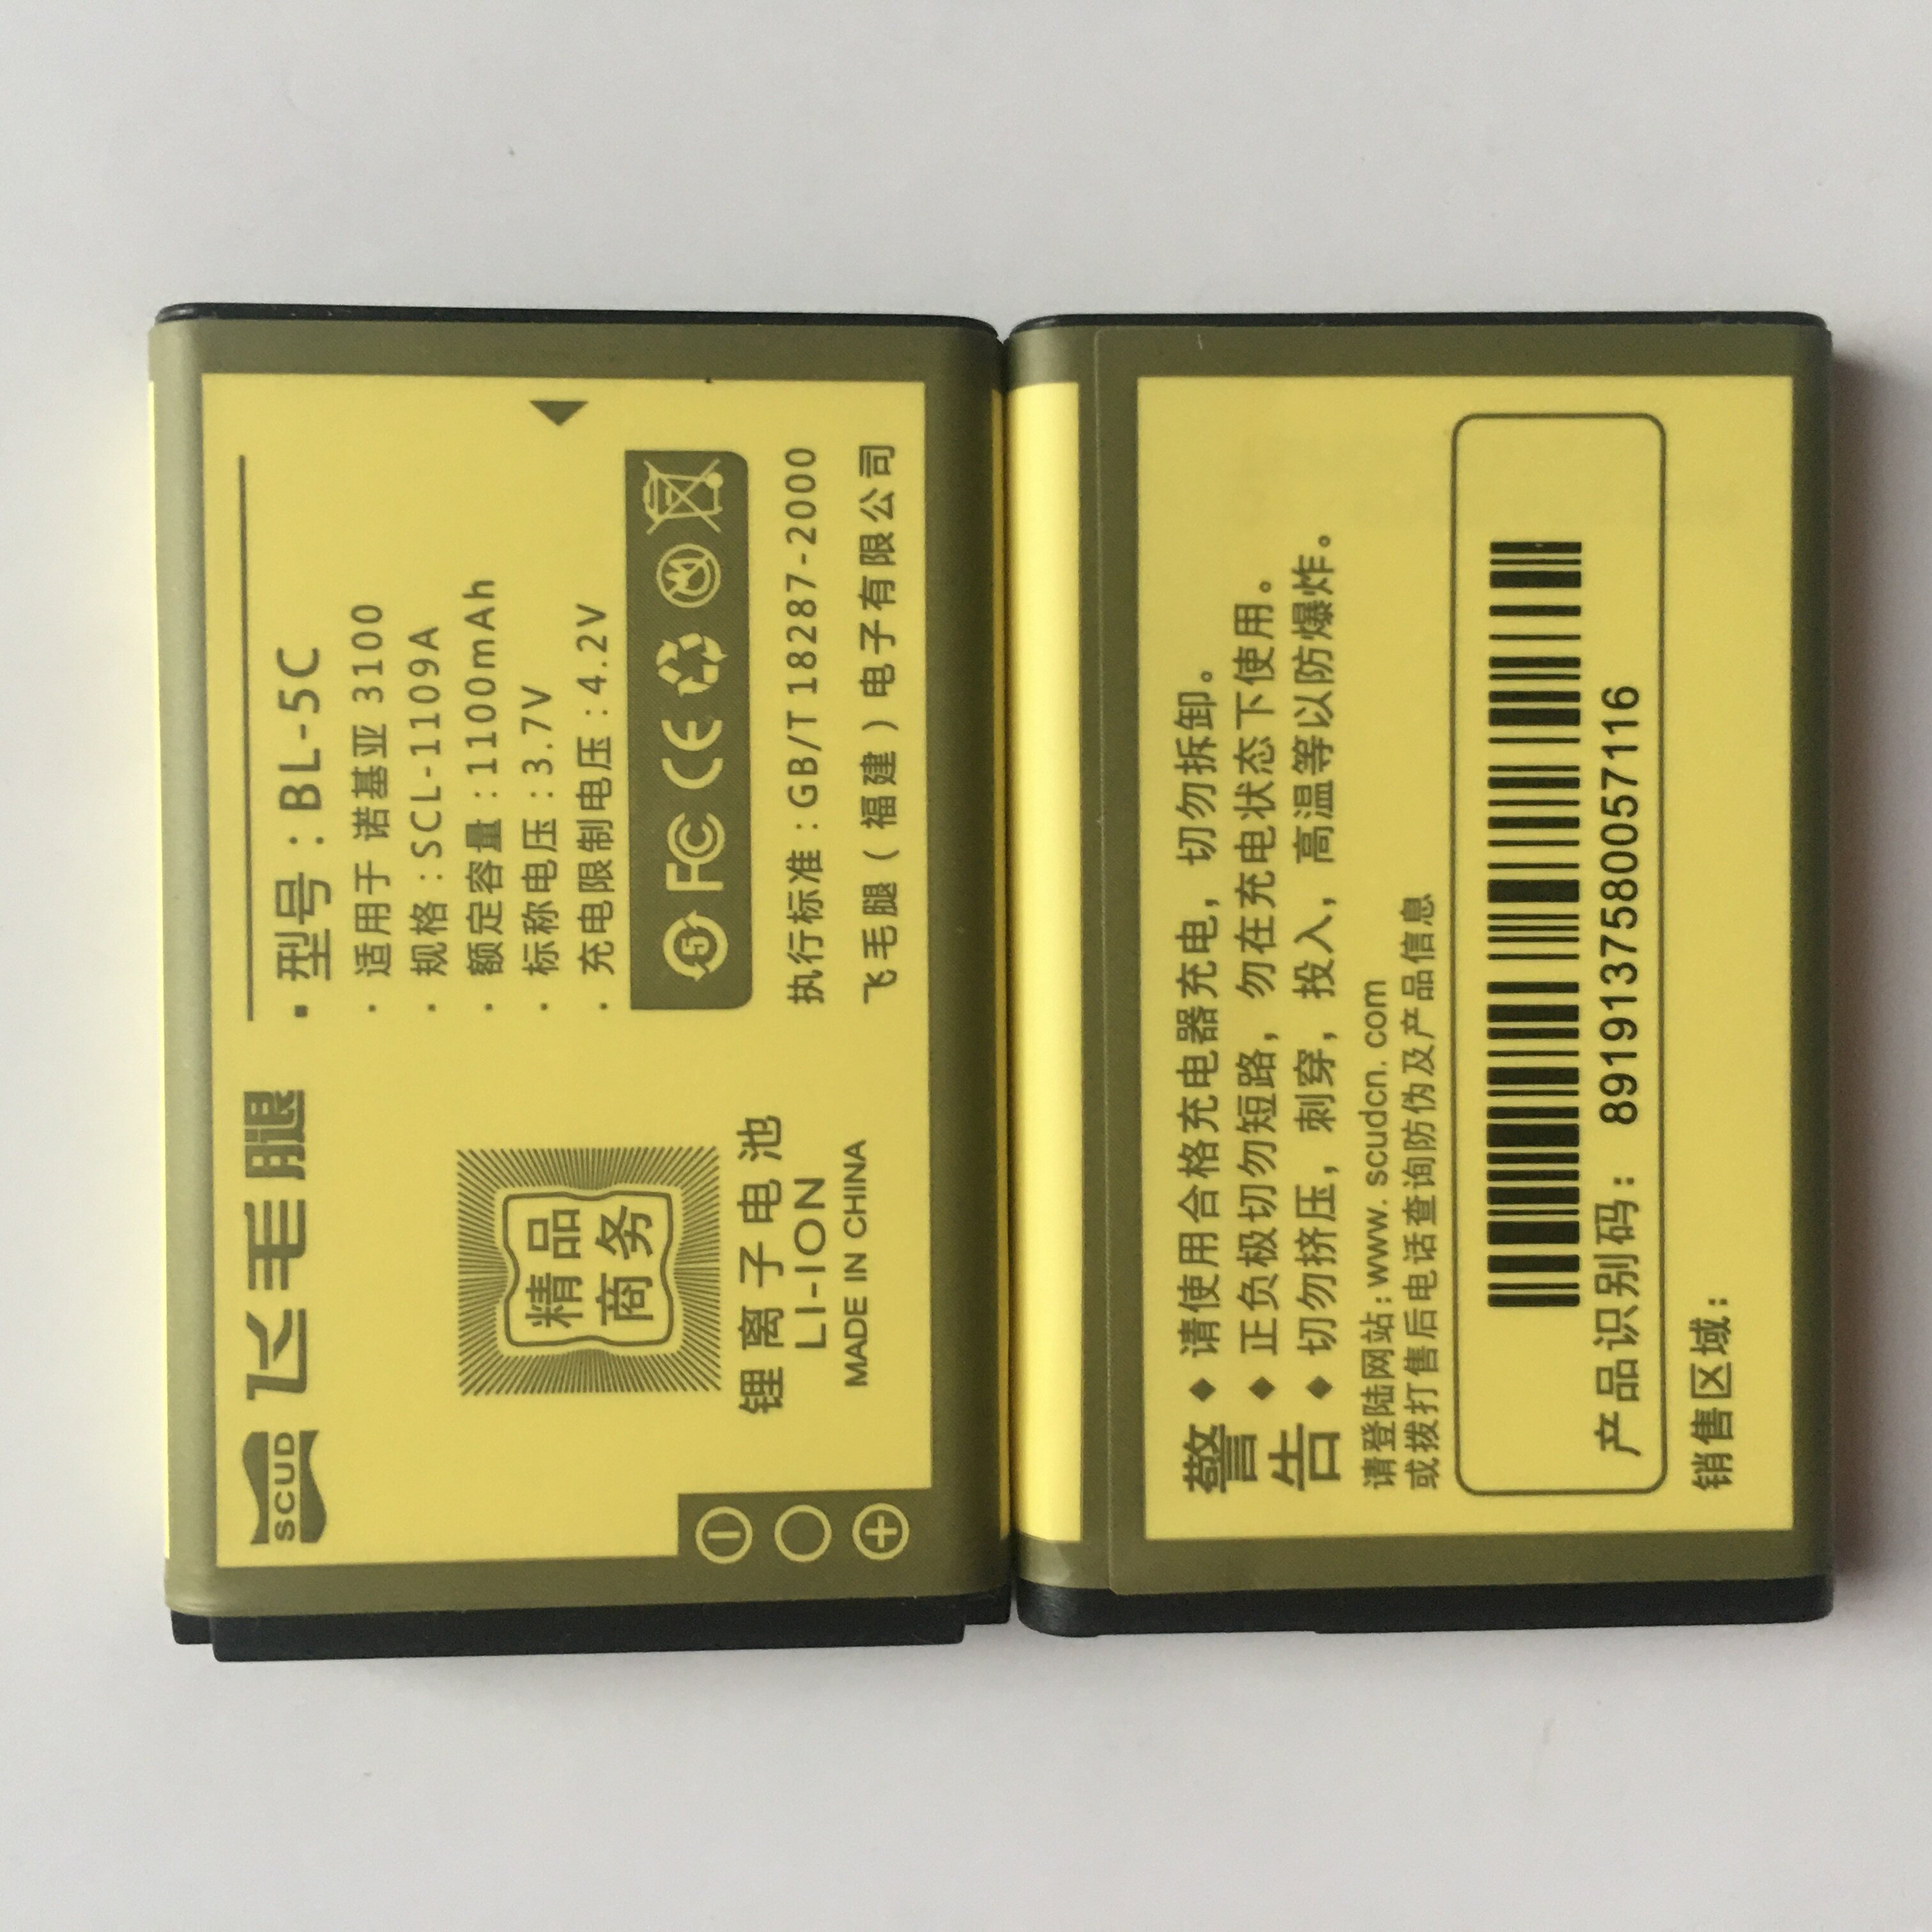 SCUD 飞毛腿
· 型号：BL-5C
· 适用于 诺基亚 3100
· 规格：SCL-1109A
· 额定容量：1100mAh
· 标称电压：3.7V
· 充电限制电压：4.2V
5 FC CE
执行标准：GB/T18287-2000
飞毛腿（福建）电子有限公司
精品
商务
锂离子电池
LI-ION
MADE IN CHINA
警告
◆ 请使用合格充电器充电，切勿拆卸。
◆ 正负极切勿短路，勿在充电状态下使用。
◆ 切勿挤压，刺穿，投入，高温等以防爆炸。
请登陆网站：www.scudcn.com
或拨打售后电话查询防伪及产品信息
产品识别码：8919137580057116
销售区域：